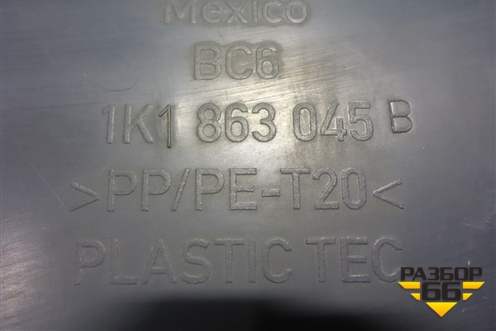 Mexico
BC6
1K1 863 045 B
>PP/PE-T20<
PLASTIC TEC
РАЗБОР
66